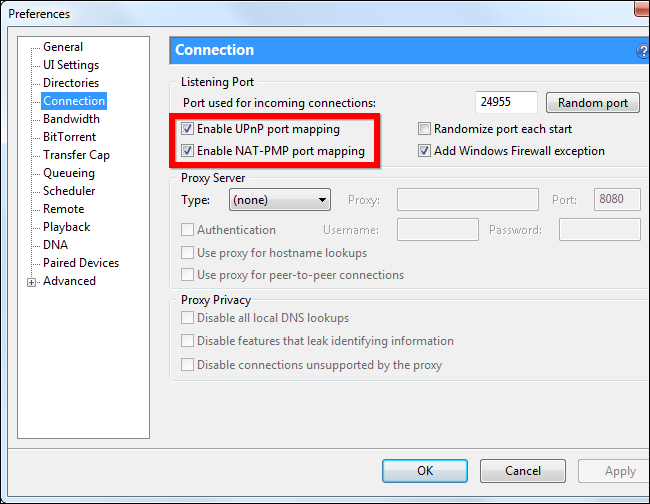 Preferences
General
UI Settings
Directories
Connection
Bandwidth
BitTorrent
Transfer Cap
Queueing
Scheduler
Remote
Playback
DNA
Paired Devices
Advanced
Connection
?
Listening Port
Port used for incoming connections: 24955 Random port
Enable UPnP port mapping Randomize port each start
Enable NAT-PMP port mapping Add Windows Firewall exception
Proxy Server
Type: (none) Proxy: Port: 8080
Authentication Username: Password:
Use proxy for hostname lookups
Use proxy for peer-to-peer connections
Proxy Privacy
Disable all local DNS lookups
Disable features that leak identifying information
Disable connections unsupported by the proxy
OK Cancel Apply